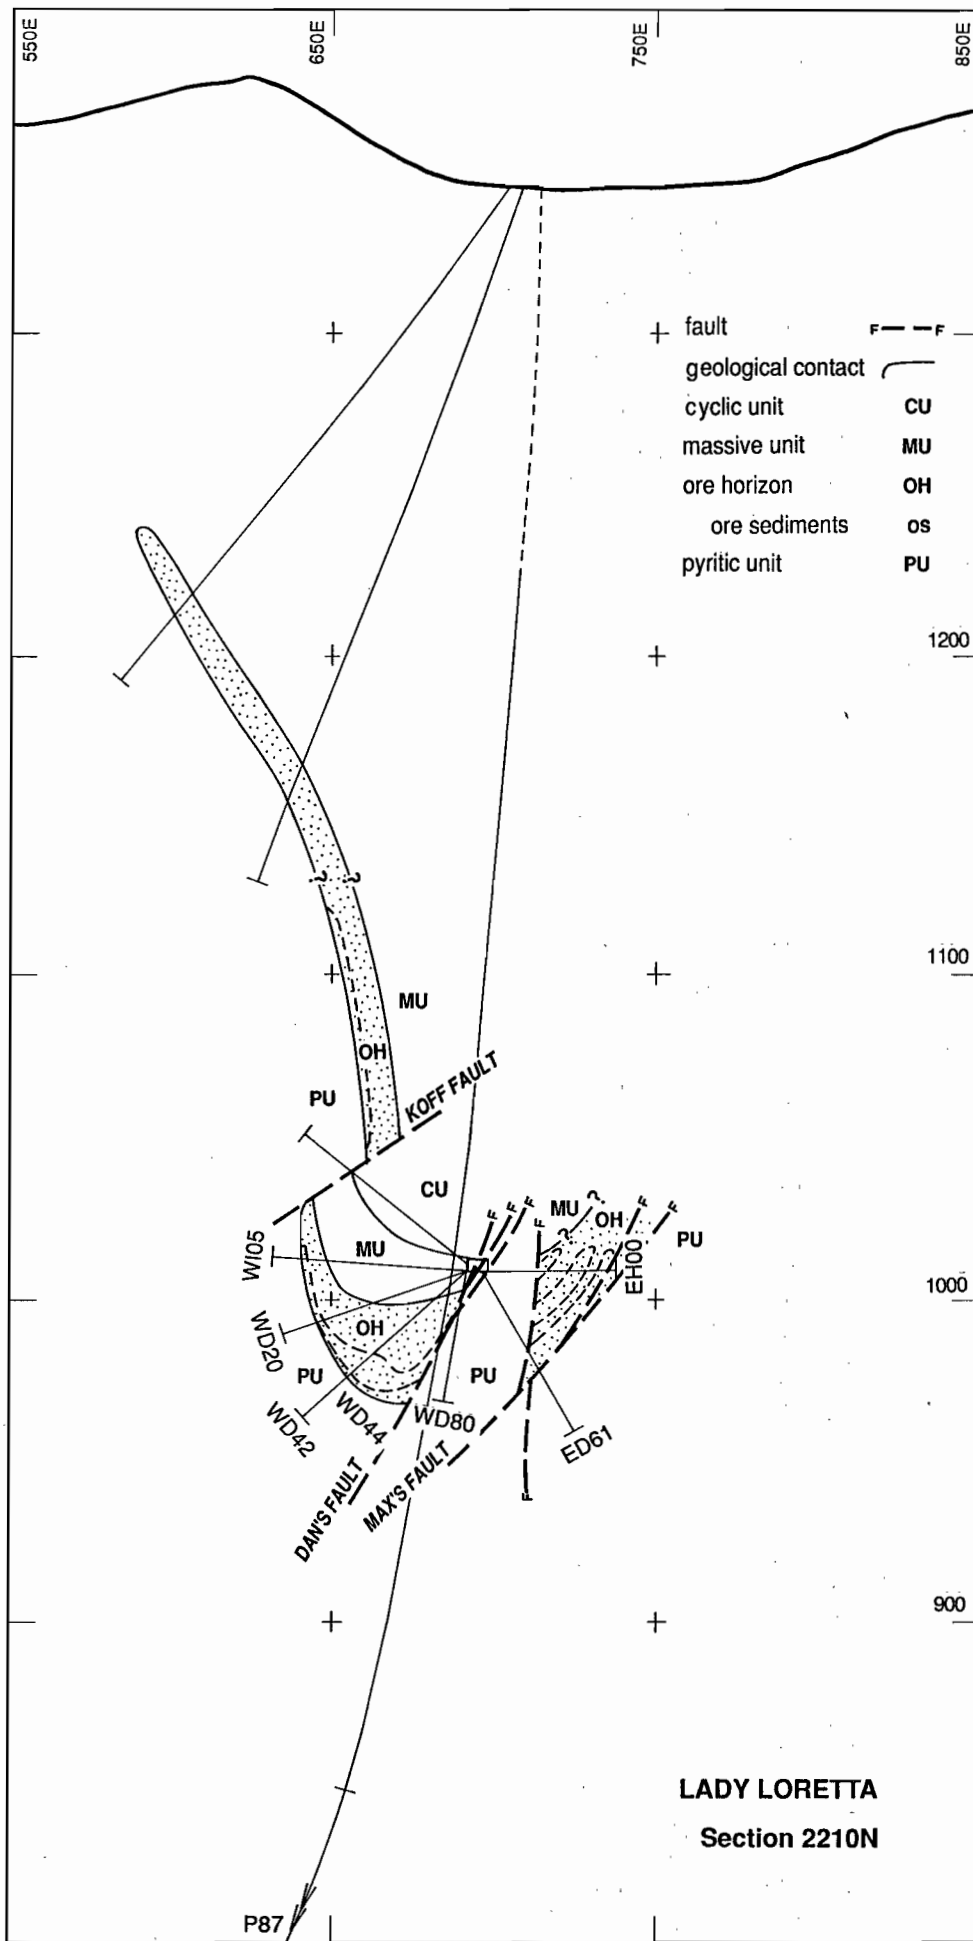 550E
650E
750E
850E
fault F F
geological contact
cyclic unit CU
massive unit MU
ore horizon OH
ore sediments os
pyritic unit PU
1200
?
?
1100
MU
OH
KOFF FAULT
PU
CU
F
F
F
MU
?
F
F
OH
F
PU
WI05
MU
EH00
1000
WD20
OH
PU
PU
WD42
WD44
WD80
ED61
DAN'S FAULT
MAX'S FAULT
F
900
LADY LORETTA
Section 2210N
P87